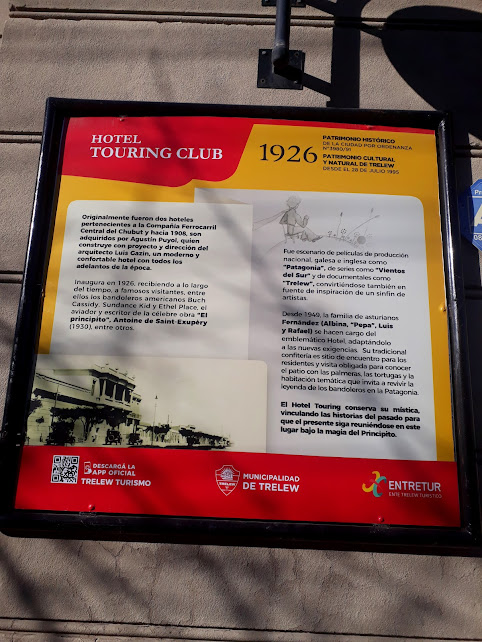 HOTEL
TOURING CLUB
1926
PATRIMONIO HISTÓRICO
DE LA CIUDAD POR ORDENANZA
PATRIMONIO CULTURAL
Y NATURAL DE TRELEW
DESDE EL 28 DE JULIO 1995
Originalmente fueron dos hoteles
pertenecientes a la Compañía Ferrocarril
Central del Chubut y hacia 1908, son
adquiridos por Agustín Puyol, quien
construye con proyecto y dirección del
arquitecto Luis Cazin, un moderno y
confortable hotel con todos los
adelantos de la época.
Inaugura en 1926, recibiendo a lo largo
del tiempo, a famosos visitantes, entre
ellos los bandoleros americanos Buch
Cassidy, Sundance Kid y Ethel Place, el
aviador y escritor de la célebre obra "El
principito", Antoine de Saint-Exupéry
(1930), entre otros.
Fue escenario de películas de producción
nacional, galesa e inglesa como
"Patagonia", de series como "Vientos
del Sur" y de documentales como
"Trelew", convirtiéndose también en
fuente de inspiración de un sinfín de
artistas.
Desde 1949, la familia de asturianos
Fernández (Albina, "Pepa", Luis
y Rafael) se hacen cargo del
emblemático Hotel, adaptándolo
a las nuevas exigencias. Su tradicional
confitería es sitio de encuentro para los
residentes y visita obligada para conocer
el patio con las palmeras, las tortugas y la
habitación temática que invita a revivir la
leyenda de los bandoleros en la Patagonia.
El Hotel Touring conserva su mística,
vinculando las historias del pasado para
que el presente siga reuniéndose en este
lugar bajo la magia del Principito.
DESCARGÁ LA
APP OFICIAL
TRELEW TURISMO
TRELEW
MUNICIPALIDAD
DE TRELEW
ENTRETUR
ENTE TRELEW TURÍSTICO